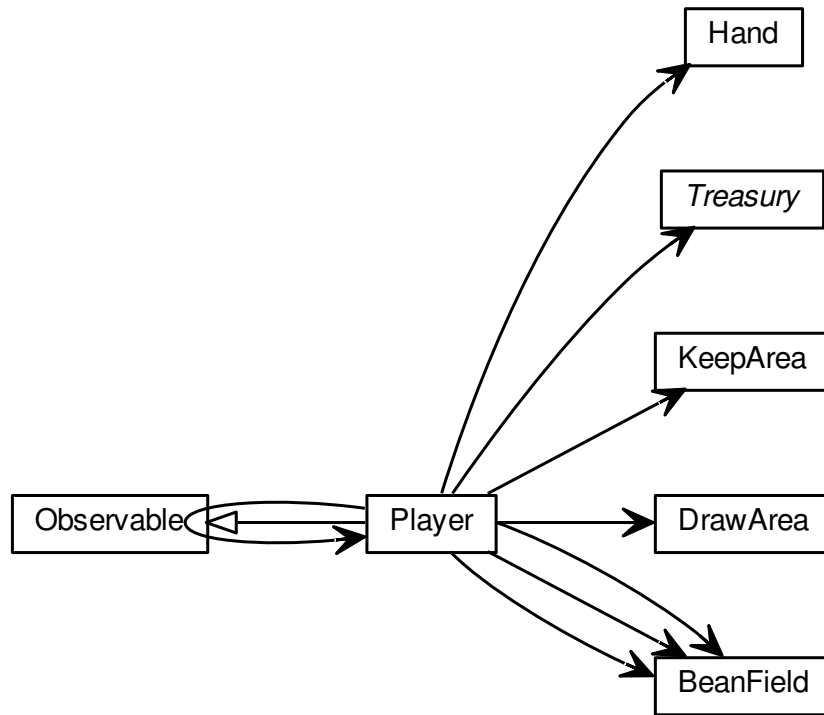 Hand
Treasury
KeepArea
Observable
Player
DrawArea
BeanField